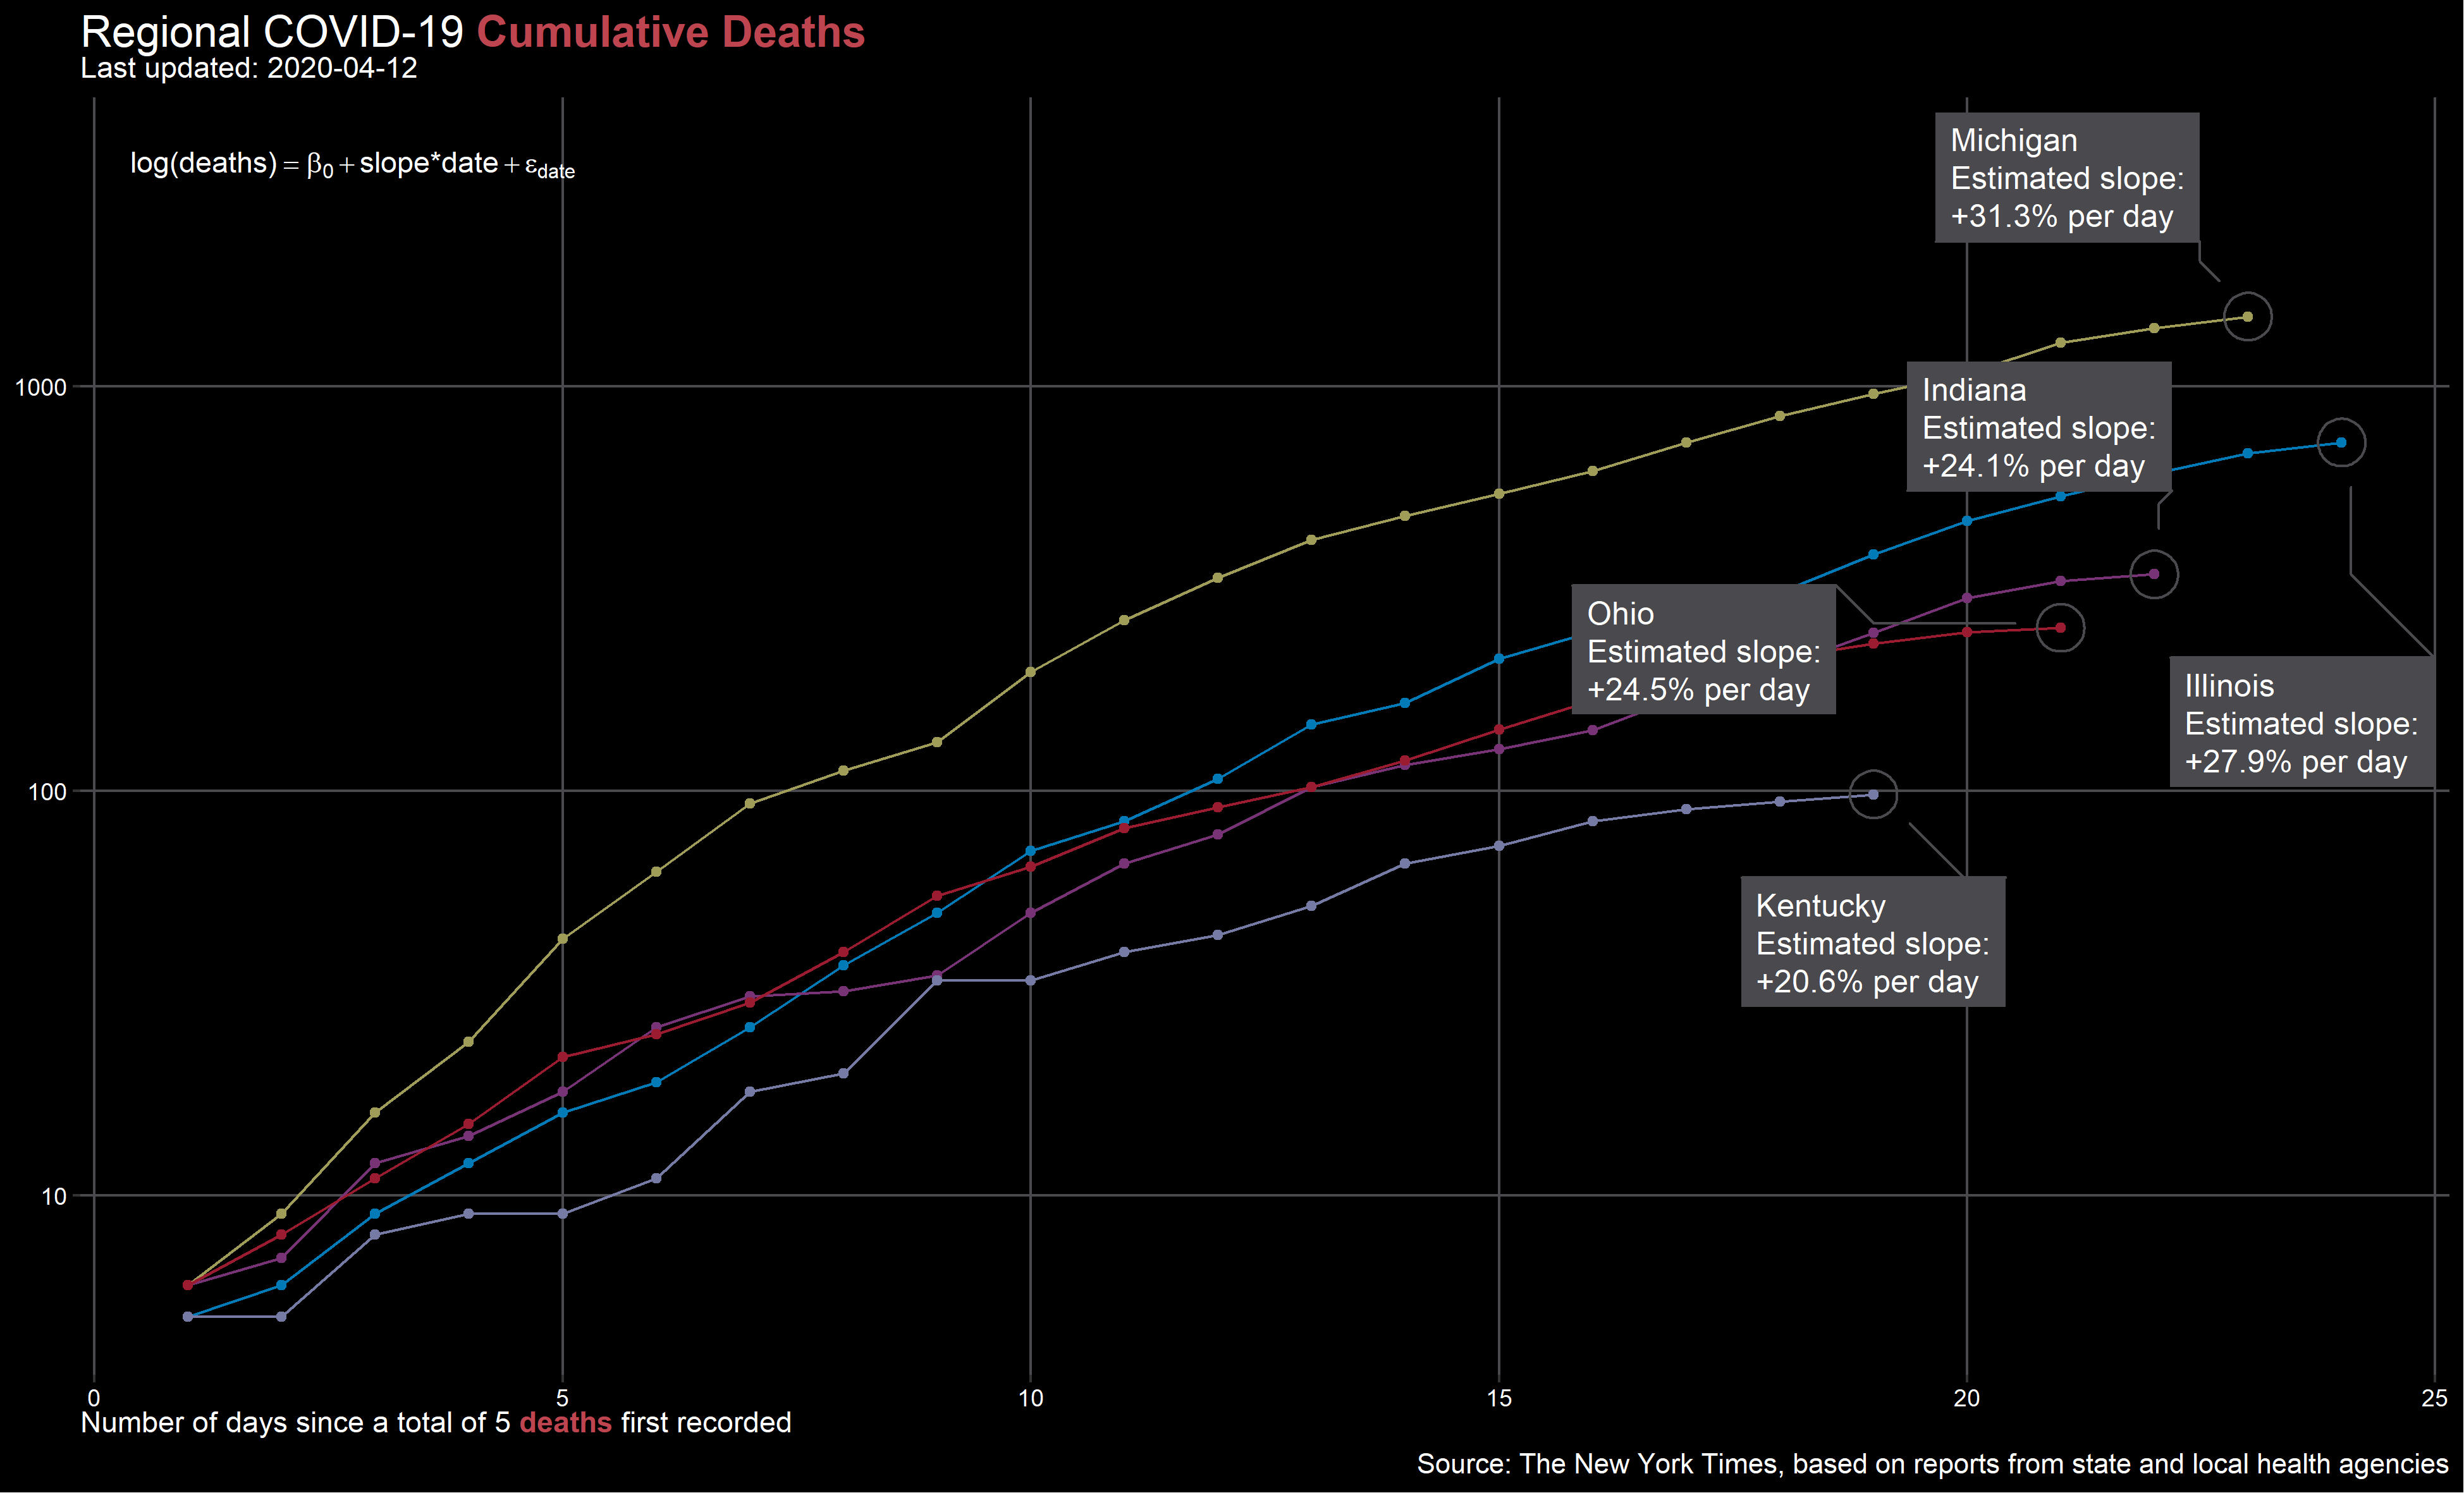 Regional COVID-19 Cumulative Deaths
Last updated: 2020-04-12
log(deaths) = β0 + slope*date + εdate
Michigan
Estimated slope:
+31.3% per day
Indiana
Estimated slope:
+24.1% per day
Ohio
Estimated slope:
+24.5% per day
Illinois
Estimated slope:
+27.9% per day
Kentucky
Estimated slope:
+20.6% per day
1000
100
10
0 5 10 15 20 25
Number of days since a total of 5 deaths first recorded
Source: The New York Times, based on reports from state and local health agencies